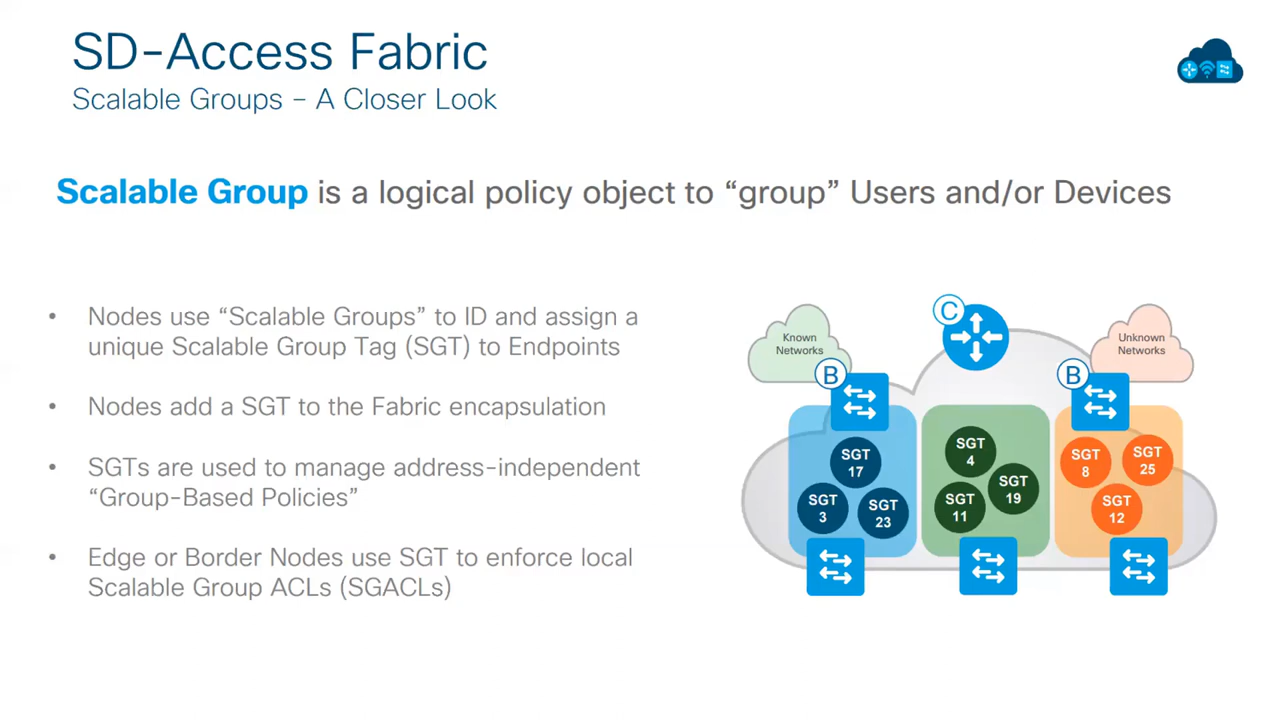 SD-Access Fabric
Scalable Groups – A Closer Look
Scalable Group is a logical policy object to “group” Users and/or Devices
• Nodes use “Scalable Groups” to ID and assign a
unique Scalable Group Tag (SGT) to Endpoints
• Nodes add a SGT to the Fabric encapsulation
• SGTs are used to manage address-independent
“Group-Based Policies”
• Edge or Border Nodes use SGT to enforce local
Scalable Group ACLs (SGACLs)
C
Known
Networks
Unknown
Networks
B
B
SGT
17
SGT
3
SGT
23
SGT
4
SGT
19
SGT
11
SGT
8
SGT
25
SGT
12